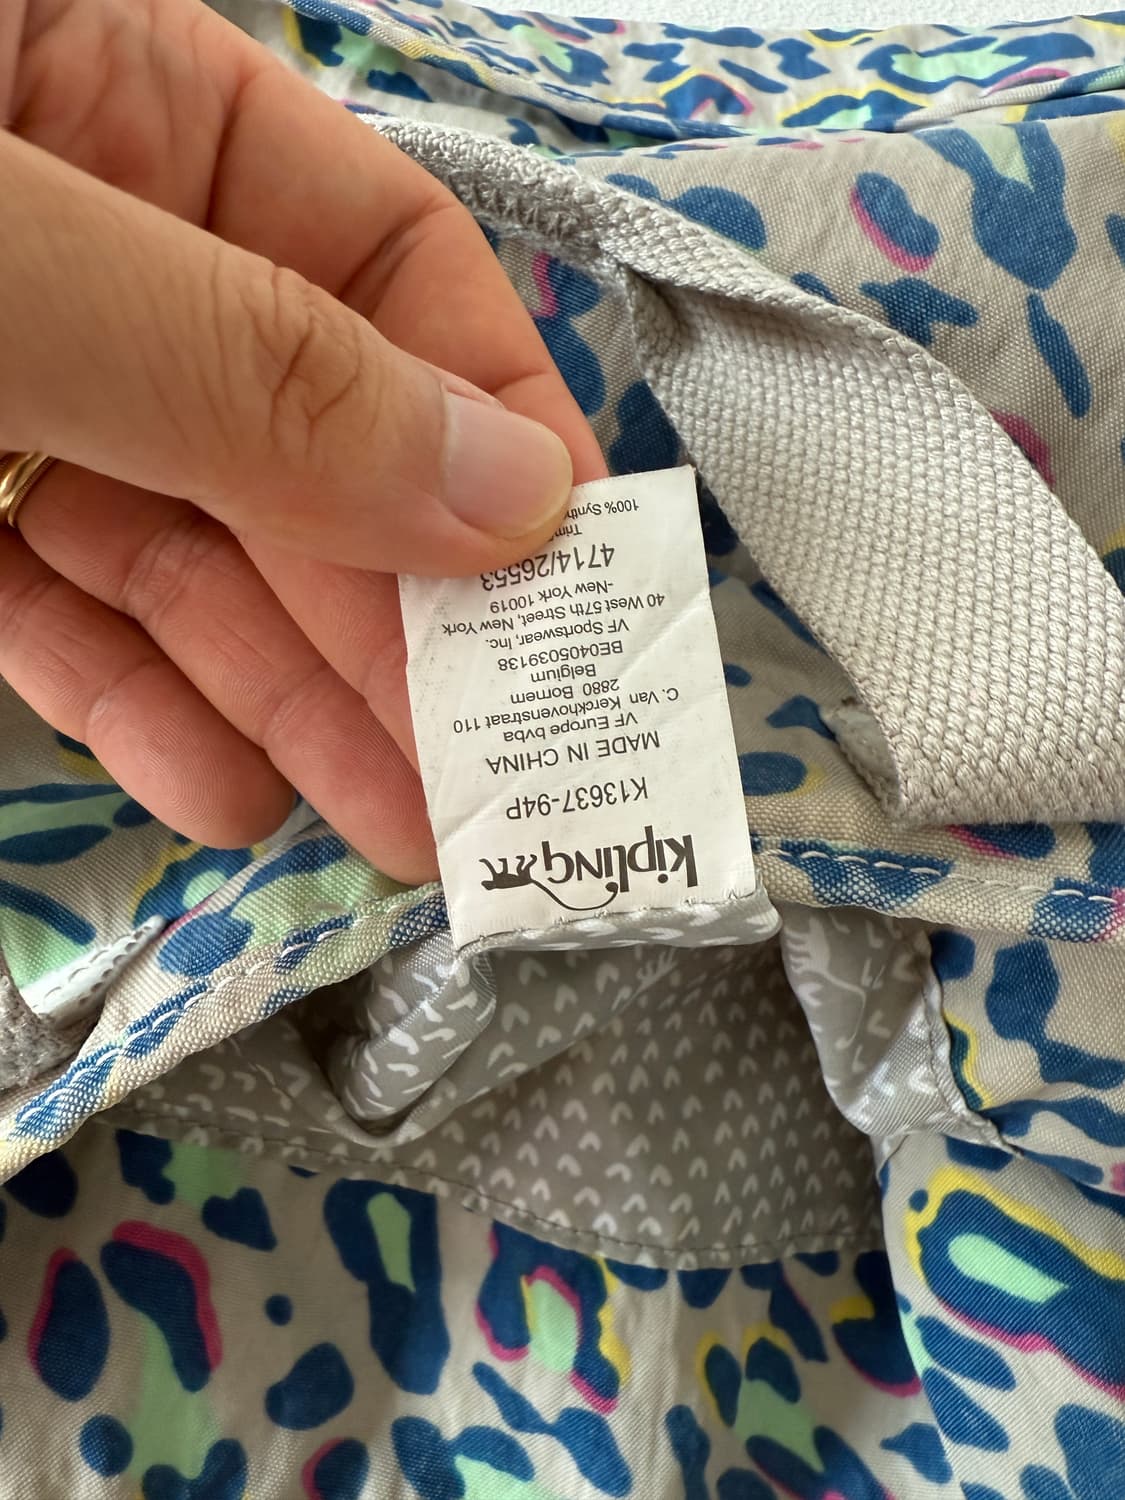 kipling
K13637-94P
MADE IN CHINA
VF Europe bvba
C. Van Kerckhovenstraat 110
2880 Bornem
Belgium
BE0405039138
VF Sportswear, Inc.
40 West 57th Street, New York
-New York 10019
4714/26553
100%